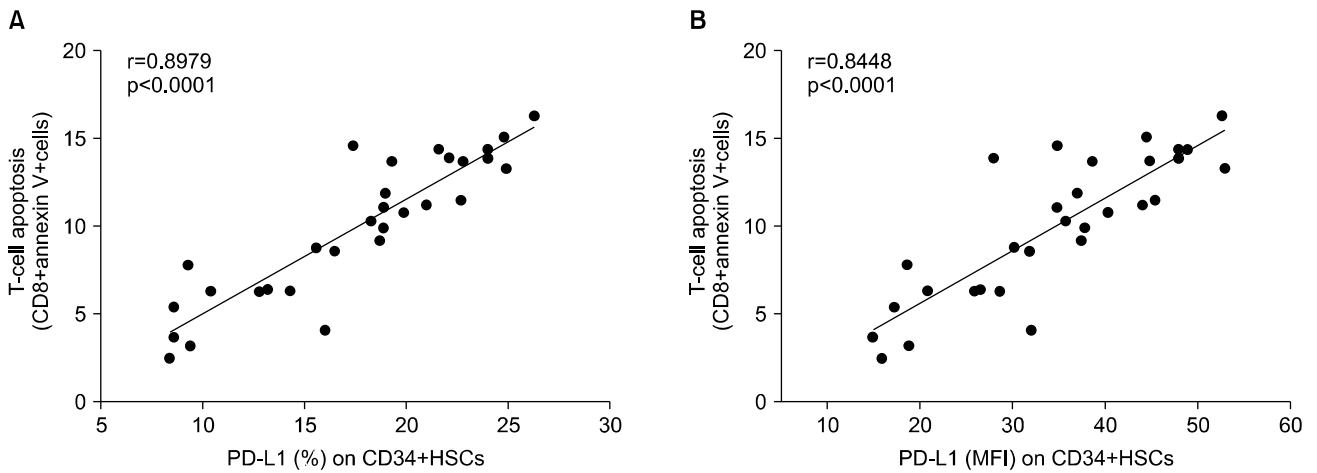 A
r=0.8979
p<0.0001
T-cell apoptosis
(CD8+annexin V+cells)
20
15
10
5
0
5 10 15 20 25 30
PD-L1 (%) on CD34+HSCs
B
r=0.8448
p<0.0001
T-cell apoptosis
(CD8+annexin V+cells)
20
15
10
5
0
10 20 30 40 50 60
PD-L1 (MFI) on CD34+HSCs